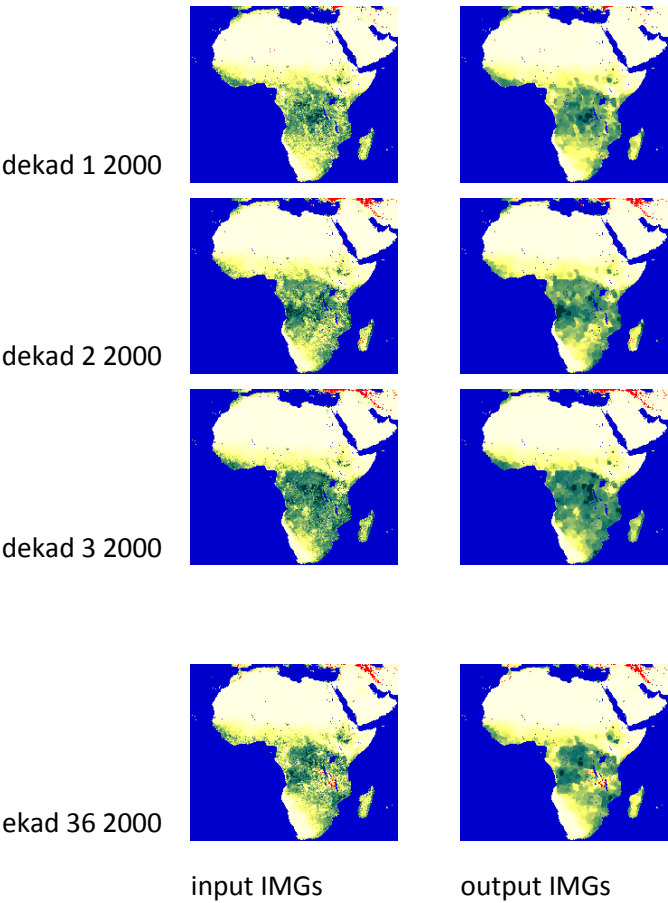 dekad 1 2000
dekad 2 2000
dekad 3 2000
ekad 36 2000
input IMGs output IMGs